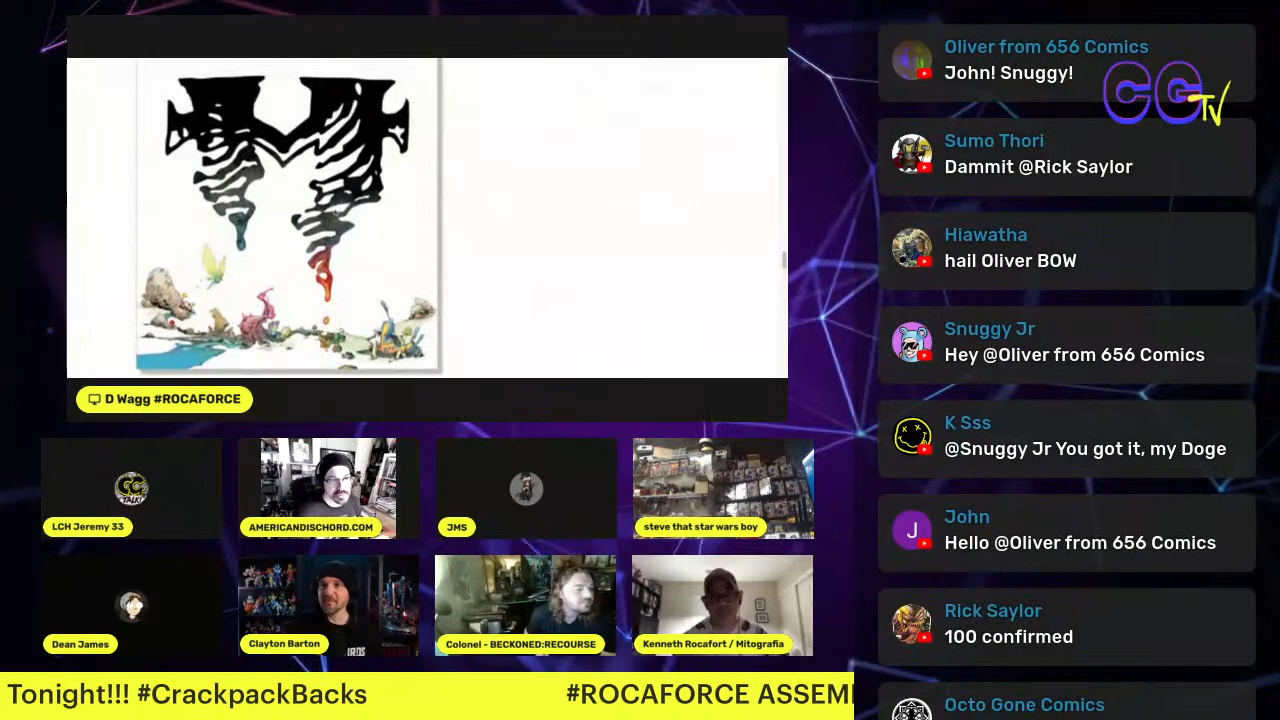 D Wagg #ROCAFORCE
LCH Jeremy 33
AMERICANDISCHORD.COM
JMS
steve that star wars boy
Dean James
Clayton Barton
Colonel - BECKONED:RECOURSE
Kenneth Rocafort / Mitografia
Tonight!!! #CrackpackBacks
#ROCAFORCE ASSEM
Oliver from 656 Comics
John! Snuggy!
CG TV
Sumo Thori
Dammit @Rick Saylor
Hiawatha
hail Oliver BOW
Snuggy Jr
Hey @Oliver from 656 Comics
K Sss
@Snuggy Jr You got it, my Doge
J
John
Hello @Oliver from 656 Comics
Rick Saylor
100 confirmed
Octo Gone Comics